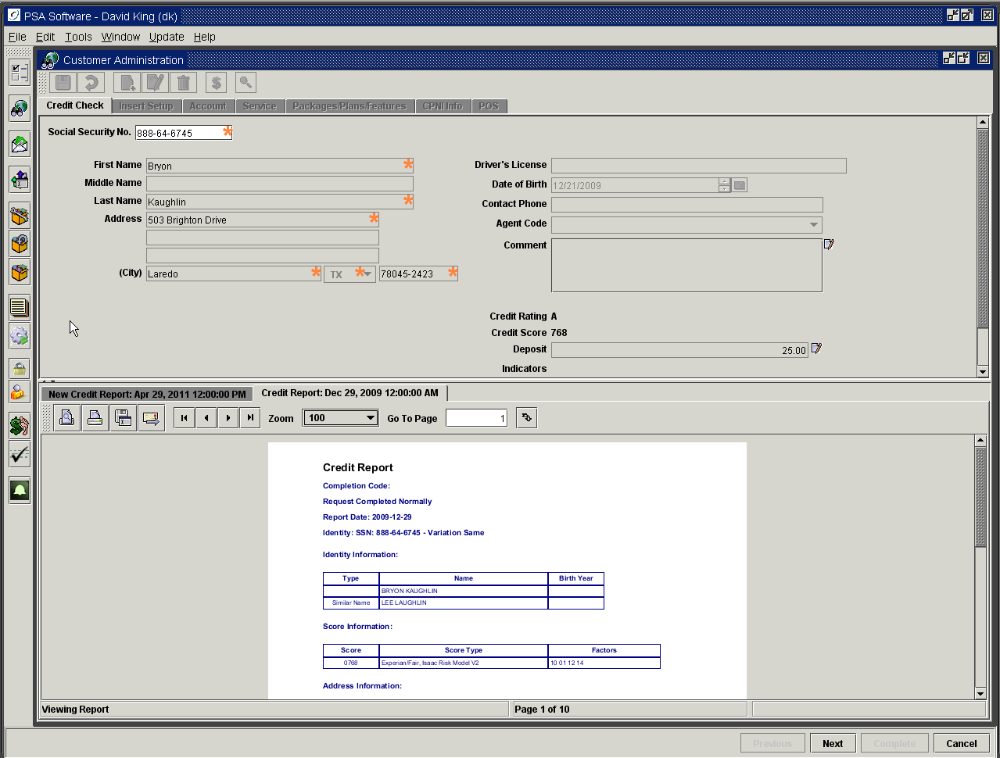 PSA Software - David King (dk)
File Edit Tools Window Update Help
Customer Administration
Credit Check Insert Setup Account Service Packages/Plans/Features CPNI Info POS
Social Security No. 888-64-6745
First Name Bryon
Middle Name
Last Name Kaughlin
Address 503 Brighton Drive
(City) Laredo TX 78045-2423
Driver's License
Date of Birth 12/21/2009
Contact Phone
Agent Code
Comment
Credit Rating A
Credit Score 768
Deposit 25.00
Indicators
New Credit Report: Apr 29, 2011 12:00:00 PM Credit Report: Dec 29, 2009 12:00:00 AM
Zoom 100 Go To Page 1
Credit Report
Completion Code:
Request Completed Normally
Report Date: 2009-12-29
Identity: SSN: 888-64-6745 - Variation Same
Identity Information:
Type Name Birth Year
BRYON KAUGHLIN
Similar Name LEE LAUGHLIN
Score Information:
Score Score Type Factors
0768 Experian/Fair, Isaac Risk Model V2 10 01 12 14
Address Information:
Viewing Report Page 1 of 10
Previous Next Complete Cancel